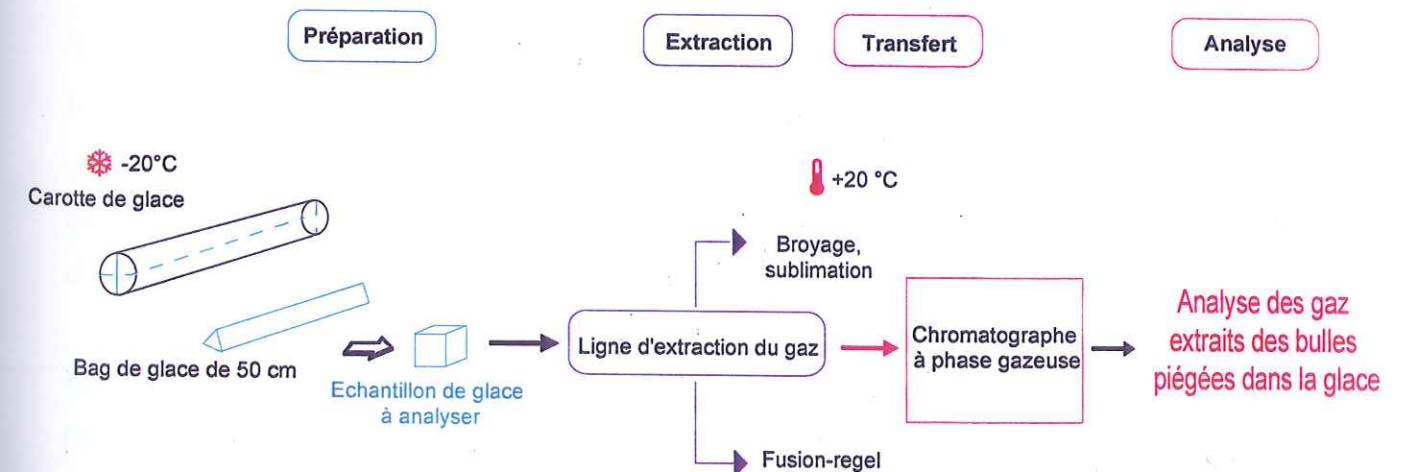 Préparation
Extraction
Transfert
Analyse
-20°C
Carotte de glace
+20 °C
Broyage,
sublimation
Bag de glace de 50 cm
Echantillon de glace
à analyser
Ligne d'extraction du gaz
Chromatographe
à phase gazeuse
Analyse des gaz
extraits des bulles
piégées dans la glace
Fusion-regel